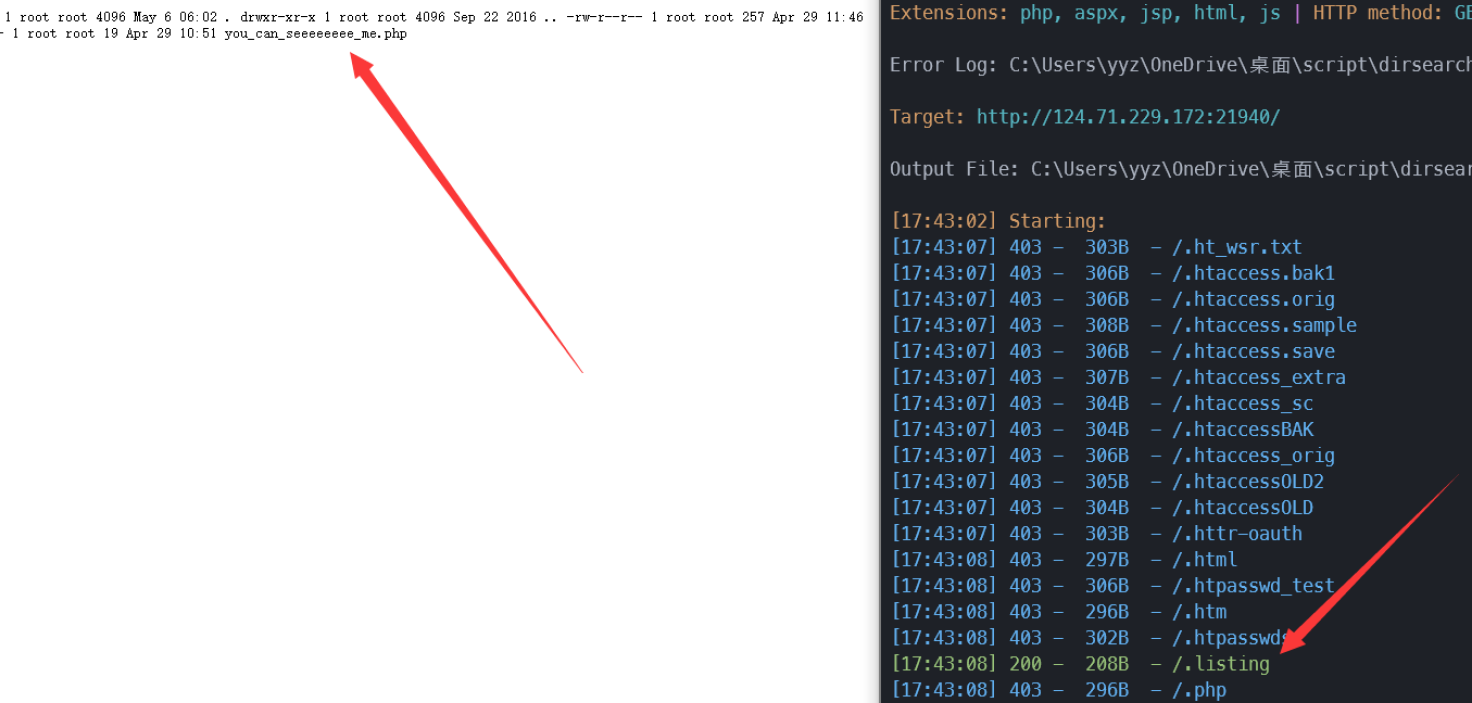 1 root root 4096 May 6 06:02 . drwxr-xr-x 1 root root 4096 Sep 22 2016 .. -rw-r--r-- 1 root root 257 Apr 29 11:46
- 1 root root 19 Apr 29 10:51 you_can_seeeeeeee_me.php
Extensions: php, aspx, jsp, html, js | HTTP method: GE
Error Log: C:\Users\yyz\OneDrive\桌面\script\dirsearch
Target: http://124.71.229.172:21940/
Output File: C:\Users\yyz\OneDrive\桌面\script\dirsear
[17:43:02] Starting:
[17:43:07] 403 - 303B - /.ht_wsr.txt
[17:43:07] 403 - 306B - /.htaccess.bak1
[17:43:07] 403 - 306B - /.htaccess.orig
[17:43:07] 403 - 308B - /.htaccess.sample
[17:43:07] 403 - 306B - /.htaccess.save
[17:43:07] 403 - 307B - /.htaccess_extra
[17:43:07] 403 - 304B - /.htaccess_sc
[17:43:07] 403 - 304B - /.htaccessBAK
[17:43:07] 403 - 306B - /.htaccess_orig
[17:43:07] 403 - 305B - /.htaccessOLD2
[17:43:07] 403 - 304B - /.htaccessOLD
[17:43:07] 403 - 303B - /.httr-oauth
[17:43:08] 403 - 297B - /.html
[17:43:08] 403 - 306B - /.htpasswd_test
[17:43:08] 403 - 296B - /.htm
[17:43:08] 403 - 302B - /.htpasswds
[17:43:08] 200 - 208B - /.listing
[17:43:08] 403 - 296B - /.php